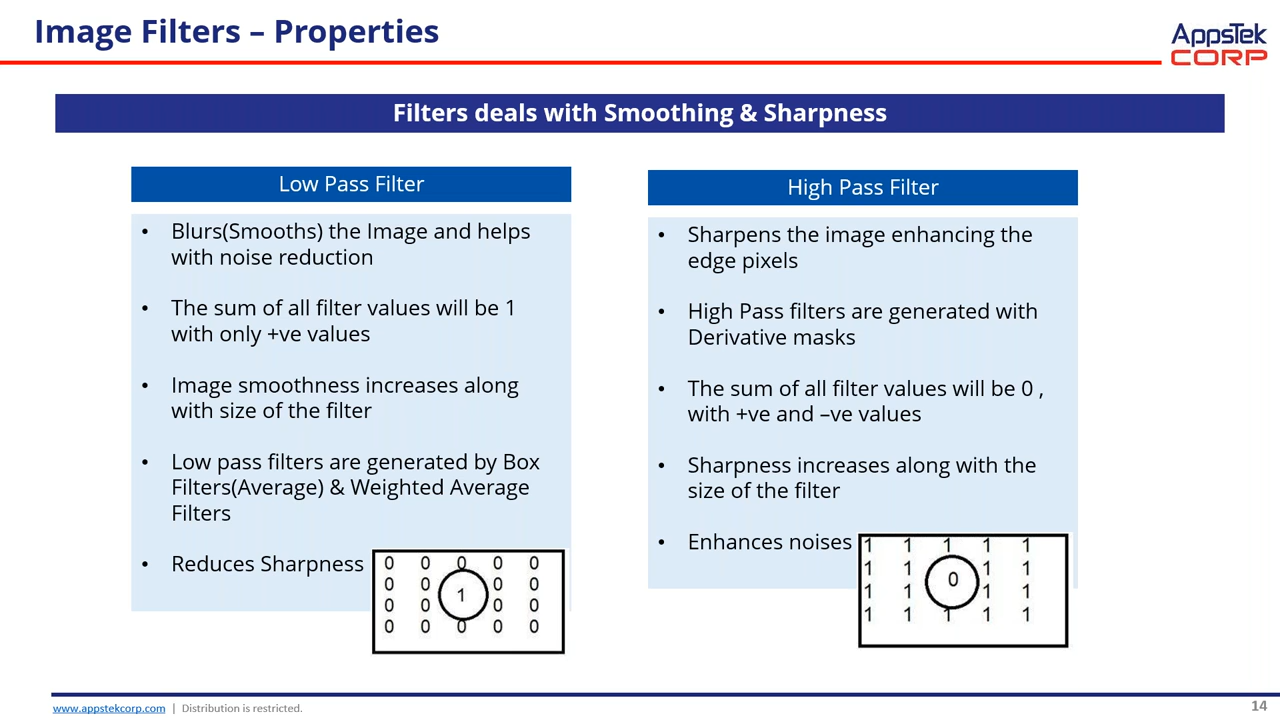 Image Filters – Properties
AppsTek
CORP
Filters deals with Smoothing & Sharpness
Low Pass Filter
• Blurs(Smooths) the Image and helps
with noise reduction
• The sum of all filter values will be 1
with only +ve values
• Image smoothness increases along
with size of the filter
• Low pass filters are generated by Box
Filters(Average) & Weighted Average
Filters
• Reduces Sharpness
0 0 0 0 0
0 0 0 0
1
0 0 0 0
0 0 0 0 0
High Pass Filter
• Sharpens the image enhancing the
edge pixels
• High Pass filters are generated with
Derivative masks
• The sum of all filter values will be 0 ,
with +ve and –ve values
• Sharpness increases along with the
size of the filter
• Enhances noises
1 1 1 1 1
1 1 1 1
0
1 1 1 1
1 1 1 1 1
www.appstekcorp.com | Distribution is restricted.
14